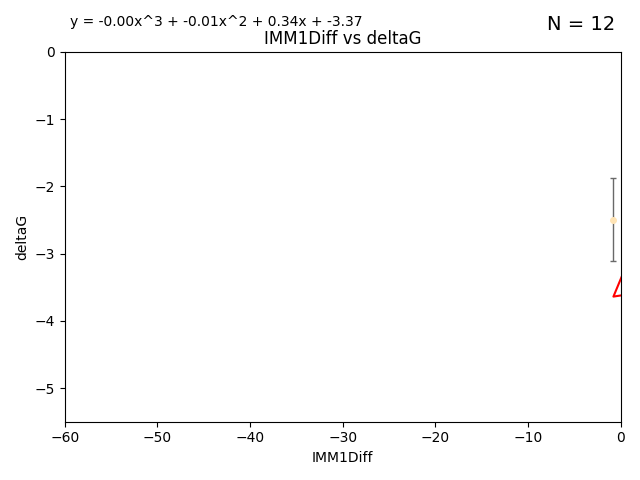 y = -0.00x^3 + -0.01x^2 + 0.34x + -3.37
N = 12
IMM1Diff vs deltaG
0
−1
−2
−3
−4
−5
deltaG
−60 −50 −40 −30 −20 −10 0
IMM1Diff